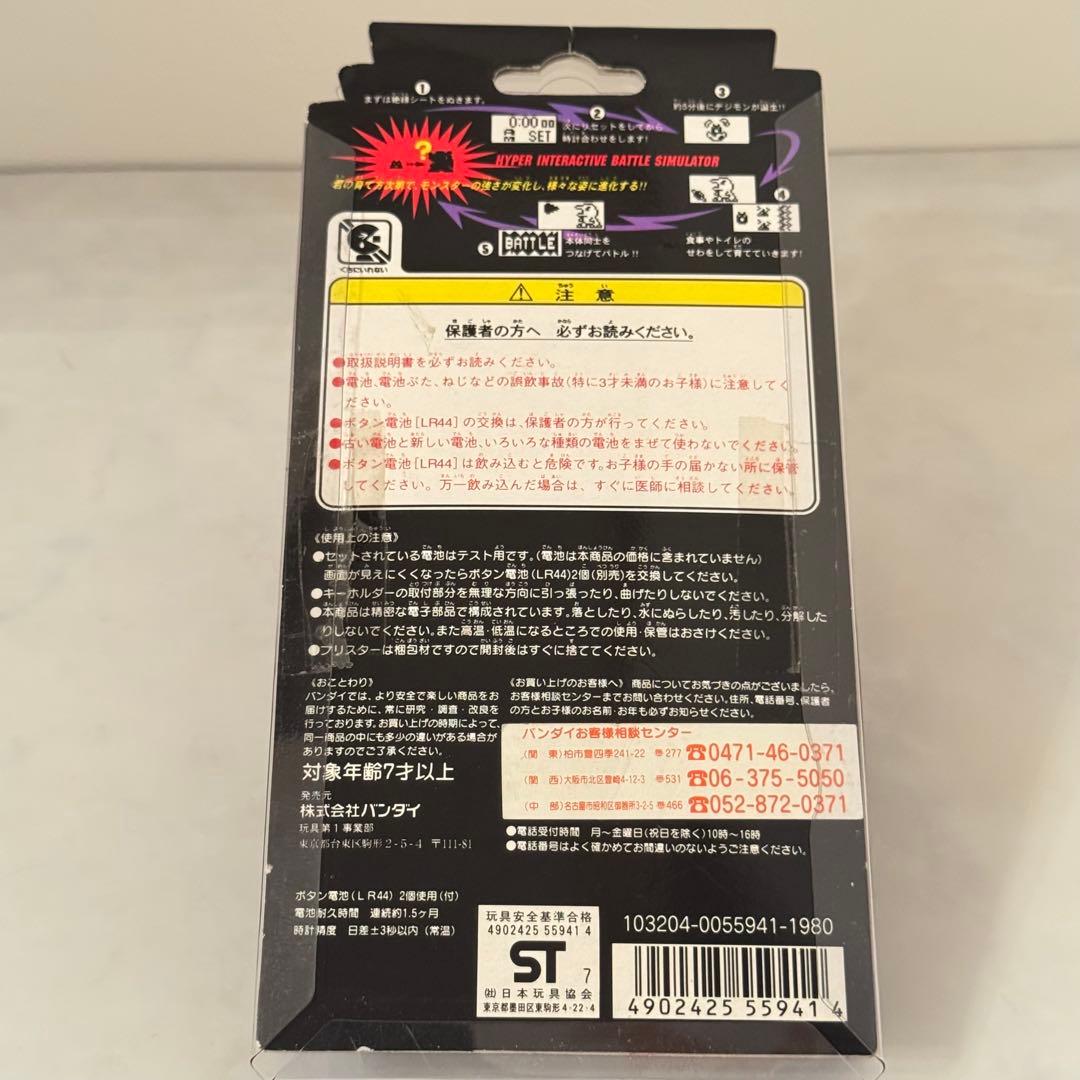 ①
まずは絶縁シートをぬきます。
②
0:00 00
AM SET
次にリセットをしてから
時計合わせをします!
③
約5分後にデジモンが誕生!!
?
HYPER INTERACTIVE BATTLE SIMULATOR
君の育て方次第で、モンスターの強さが変化し、様々な姿に進化する!!
④
食事やトイレの
せわをして育てていきます!
⑤
BATTLE
本体同士を
つなげてバトル!!
くちにいれない
⚠ 注意
保護者の方へ 必ずお読みください。
●取扱説明書を必ずお読みください。
●電池、電池ぶた、ねじなどの誤飲事故(特に3才未満のお子様)に注意してく
ださい。
●ボタン電池[LR44]の交換は、保護者の方が行ってください。
●古い電池と新しい電池、いろいろな種類の電池をまぜて使わないでください。
●ボタン電池[LR44]は飲み込むと危険です。お子様の手の届かない所に保管
してください。万一飲み込んだ場合は、すぐに医師に相談してください。
《使用上の注意》
●セットされている電池はテスト用です。(電池は本商品の価格に含まれていません)
画面が見えにくくなったらボタン電池(LR44)2個(別売)を交換してください。
●キーホルダーの取付部分を無理な方向に引っ張ったり、曲げたりしないでください。
●本商品は精密な電子部品で構成されています。落としたり、水にぬらしたり、汚したり、分解した
りしないでください。また高温・低温になるところでの使用・保管はおさけください。
●ブリスターは梱包材ですので開封後はすぐに捨ててください。
《おことわり》
バンダイでは、より安全で楽しい商品をお
届けするために、常に研究・調査・改良を
行っております。お買い上げの時期によって、
同一商品の中にも多少の違いがある場合が
ありますのでご了承ください。
対象年齢7才以上
発売元
株式会社バンダイ
玩具第1事業部
東京都台東区駒形2-5-4 〒111-81
《お買い上げのお客様へ》 商品についてお気づきの点がございましたら、
お客様相談センターまでお問い合わせください。住所、電話番号、保護者
の方とお子様のお名前・お年も必ずお知らせください。
バンダイお客様相談センター
(関 東)柏市豊四季241-22 〠277 ☎0471-46-0371
(関 西)大阪市北区豊崎4-12-3 〠531 ☎06-375-5050
(中 部)名古屋市昭和区御器所3-2-5 〠466 ☎052-872-0371
●電話受付時間 月〜金曜日(祝日を除く)10時〜16時
●電話番号はよく確かめてお間違いのないようご注意ください。
ボタン電池(LR44)2個使用(付)
電池耐久時間 連続約1.5ヶ月
時計精度 日差±3秒以内(常温)
玩具安全基準合格
4902425 55941 4
ST 7
(社)日本玩具協会
東京都墨田区東駒形4-22-4
103204-0055941-1980
4902425 559414